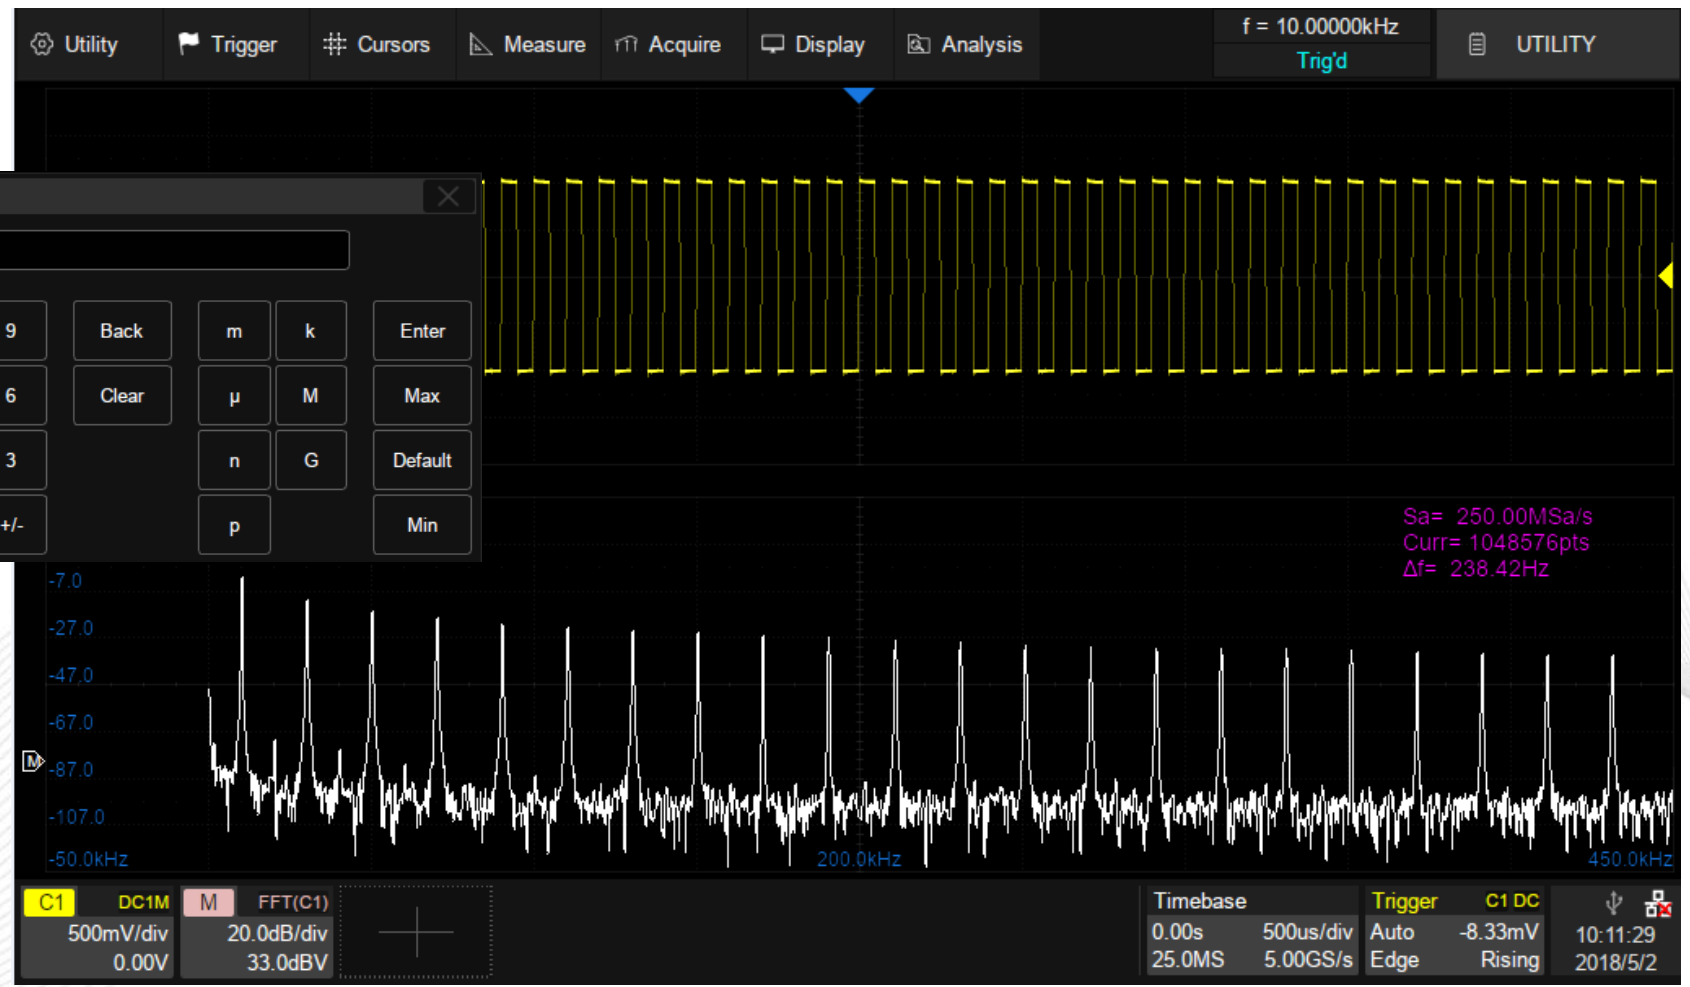 Utility Trigger Cursors Measure Acquire Display Analysis
f = 10.00000kHz
Trig'd
UTILITY
9 Back m k Enter
6 Clear µ M Max
3 n G Default
+/- p Min
Sa= 250.00MSa/s
Curr= 1048576pts
Δf= 238.42Hz
-7.0
-27.0
-47.0
-67.0
M
-87.0
-107.0
-50.0kHz 200.0kHz 450.0kHz
C1 DC1M
500mV/div
0.00V
M FFT(C1)
20.0dB/div
33.0dBV
Timebase
0.00s 500us/div
25.0MS 5.00GS/s
Trigger C1 DC
Auto -8.33mV
Edge Rising
10:11:29
2018/5/2